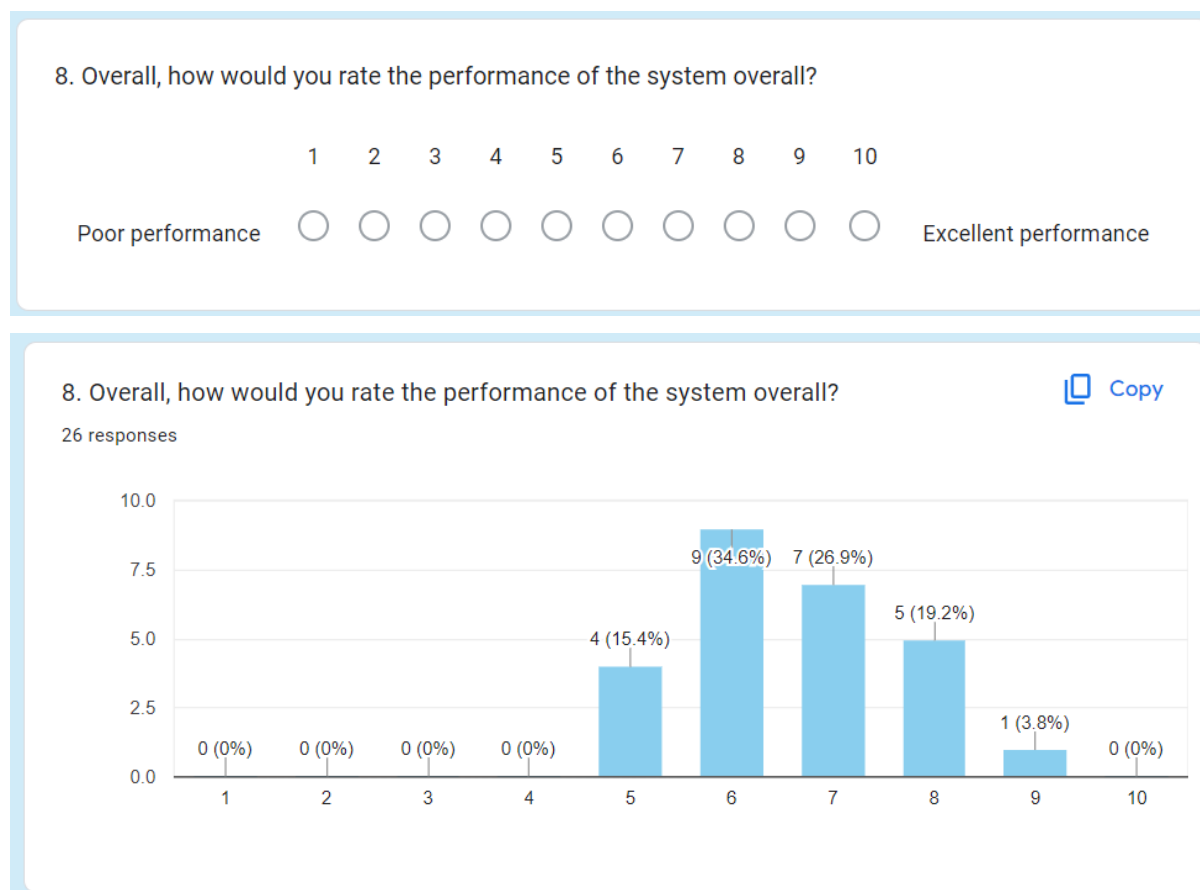 8. Overall, how would you rate the performance of the system overall?
1 2 3 4 5 6 7 8 9 10
Poor performance Excellent performance
8. Overall, how would you rate the performance of the system overall?
Copy
26 responses
10.0
7.5
5.0
2.5
0.0
0 (0%) 0 (0%) 0 (0%) 0 (0%) 4 (15.4%) 9 (34.6%) 7 (26.9%) 5 (19.2%) 1 (3.8%) 0 (0%)
1 2 3 4 5 6 7 8 9 10